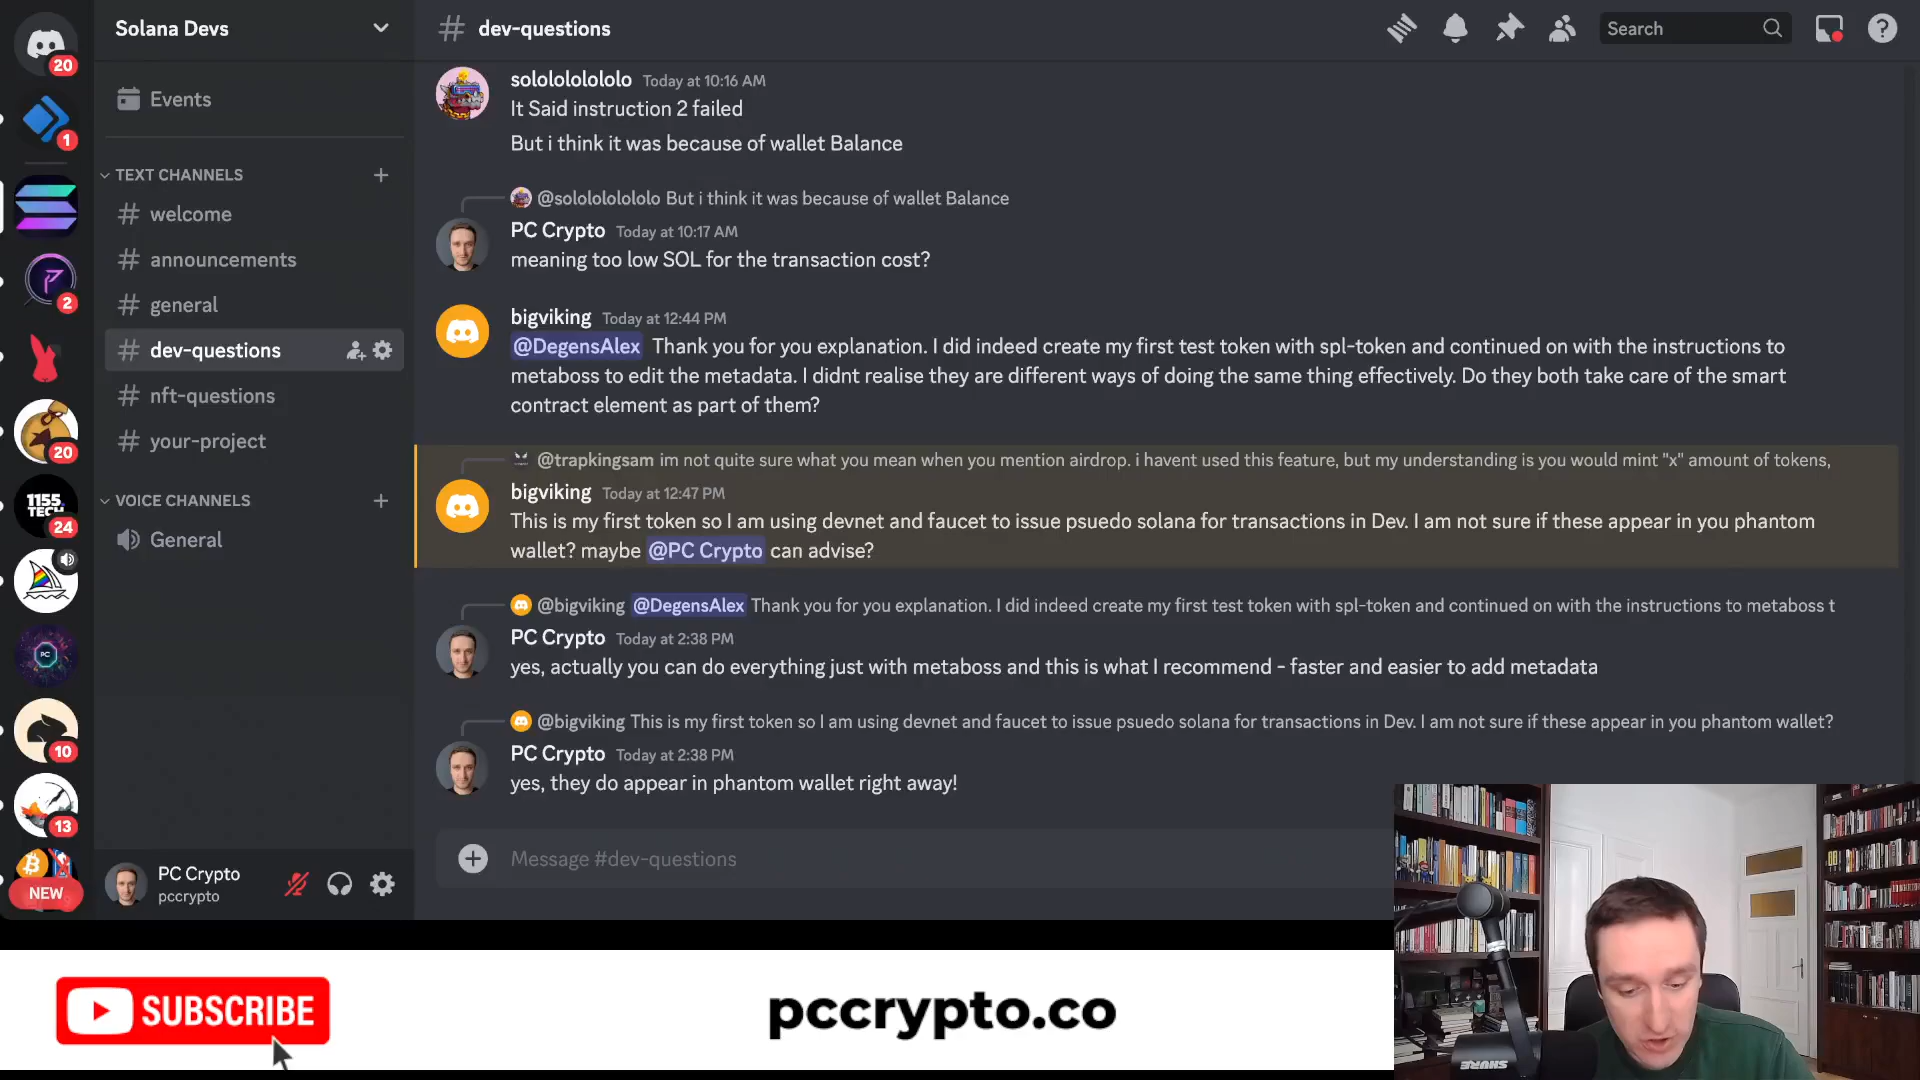 20
1
2
20
1155.
TECH
24
PC
10
13
NEW
Solana Devs
Events
TEXT CHANNELS
welcome
announcements
general
dev-questions
nft-questions
your-project
VOICE CHANNELS
General
PC Crypto
pccrypto
# dev-questions
Search
solololololola Today at 10:16 AM
It Said instruction 2 failed
But i think it was because of wallet Balance
@solololololola But i think it was because of wallet Balance
PC Crypto Today at 10:17 AM
meaning too low SOL for the transaction cost?
bigviking Today at 12:44 PM
@DegensAlex Thank you for you explanation. I did indeed create my first test token with spl-token and continued on with the instructions to
metaboss to edit the metadata. I didnt realise they are different ways of doing the same thing effectively. Do they both take care of the smart
contract element as part of them?
@trapkingsam im not quite sure what you mean when you mention airdrop. i havent used this feature, but my understanding is you would mint "x" amount of tokens,
bigviking Today at 12:47 PM
This is my first token so I am using devnet and faucet to issue psuedo solana for transactions in Dev. I am not sure if these appear in you phantom
wallet? maybe @PC Crypto can advise?
@bigviking @DegensAlex Thank you for you explanation. I did indeed create my first test token with spl-token and continued on with the instructions to metaboss t
PC Crypto Today at 2:38 PM
yes, actually you can do everything just with metaboss and this is what I recommend - faster and easier to add metadata
@bigviking This is my first token so I am using devnet and faucet to issue psuedo solana for transactions in Dev. I am not sure if these appear in you phantom wallet?
PC Crypto Today at 2:38 PM
yes, they do appear in phantom wallet right away!
Message #dev-questions
SUBSCRIBE
pccrypto.co
SHURE